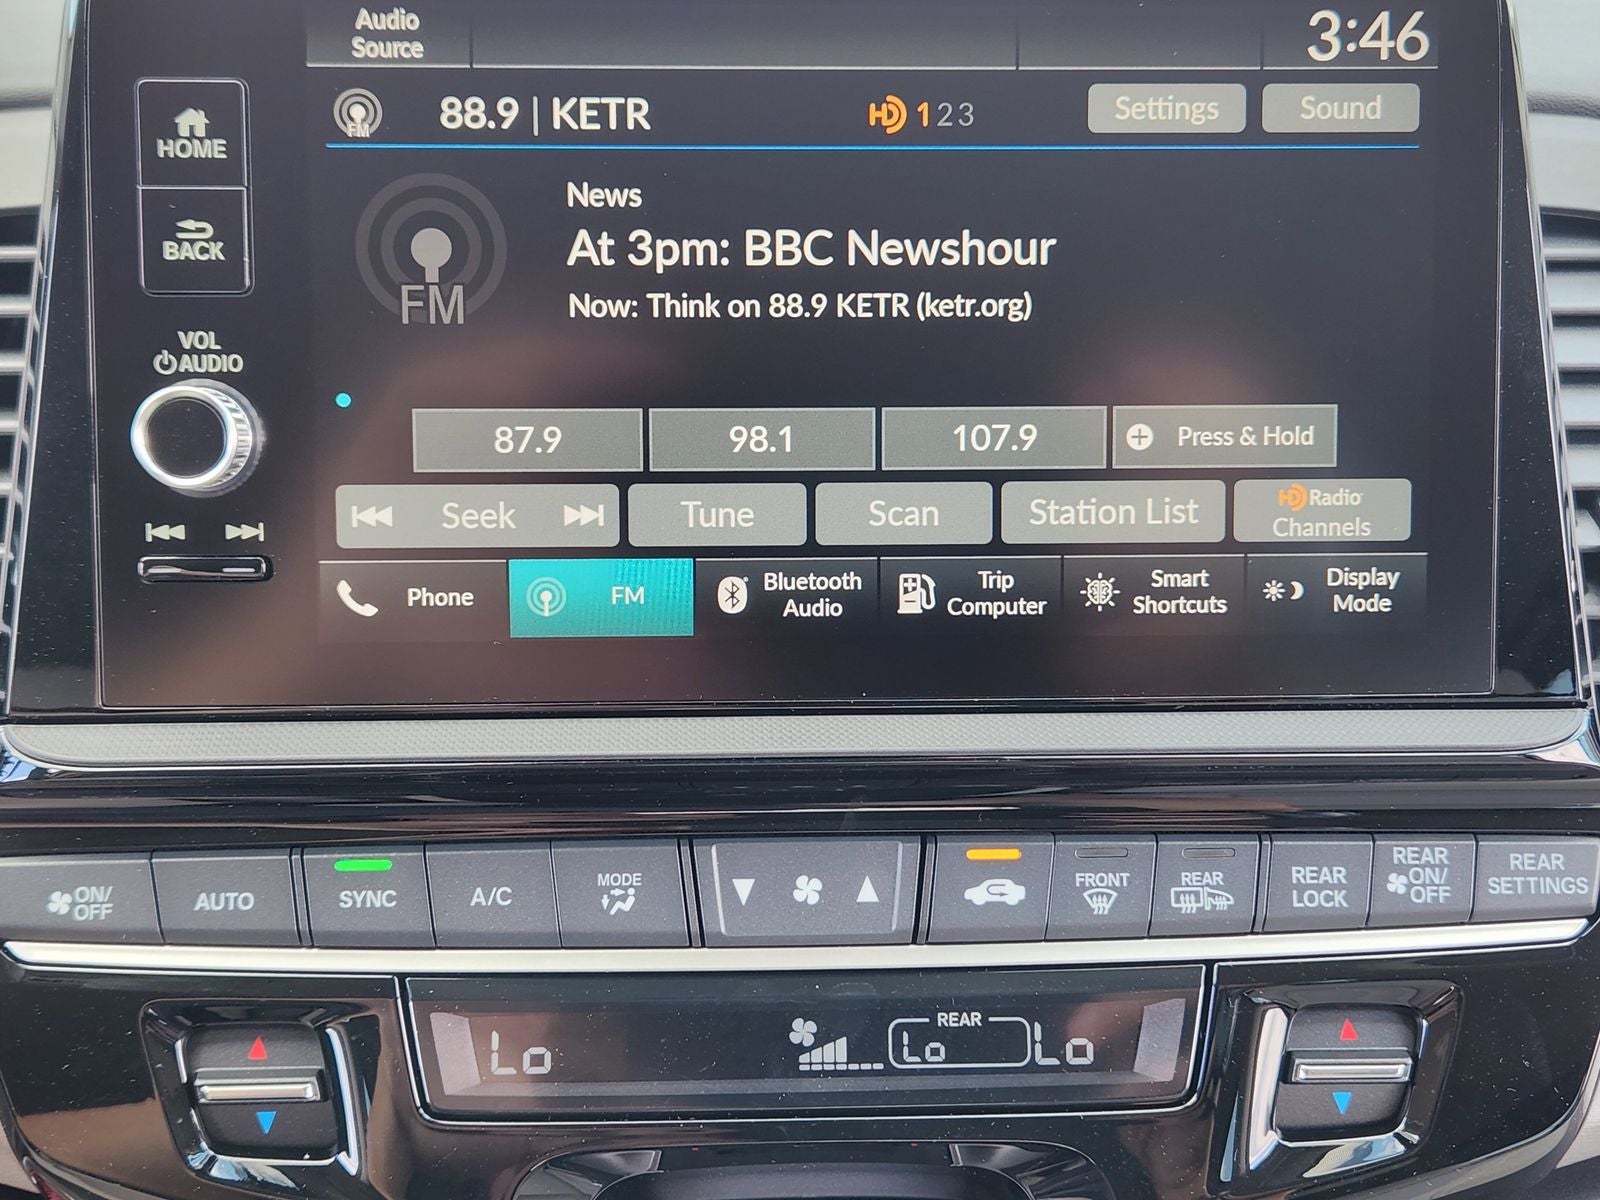 Audio
Source
3:46
HOME
BACK
VOL
AUDIO
FM
88.9 | KETR
HD 1 2 3
Settings
Sound
News
At 3pm: BBC Newshour
Now: Think on 88.9 KETR (ketr.org)
FM
87.9
98.1
107.9
Press & Hold
Seek
Tune
Scan
Station List
HD Radio
Channels
Phone
FM
Bluetooth
Audio
Trip
Computer
Smart
Shortcuts
Display
Mode
ON/
OFF
AUTO
SYNC
A/C
MODE
FRONT
REAR
REAR
LOCK
REAR
ON/
OFF
REAR
SETTINGS
Lo
REAR
Lo
Lo